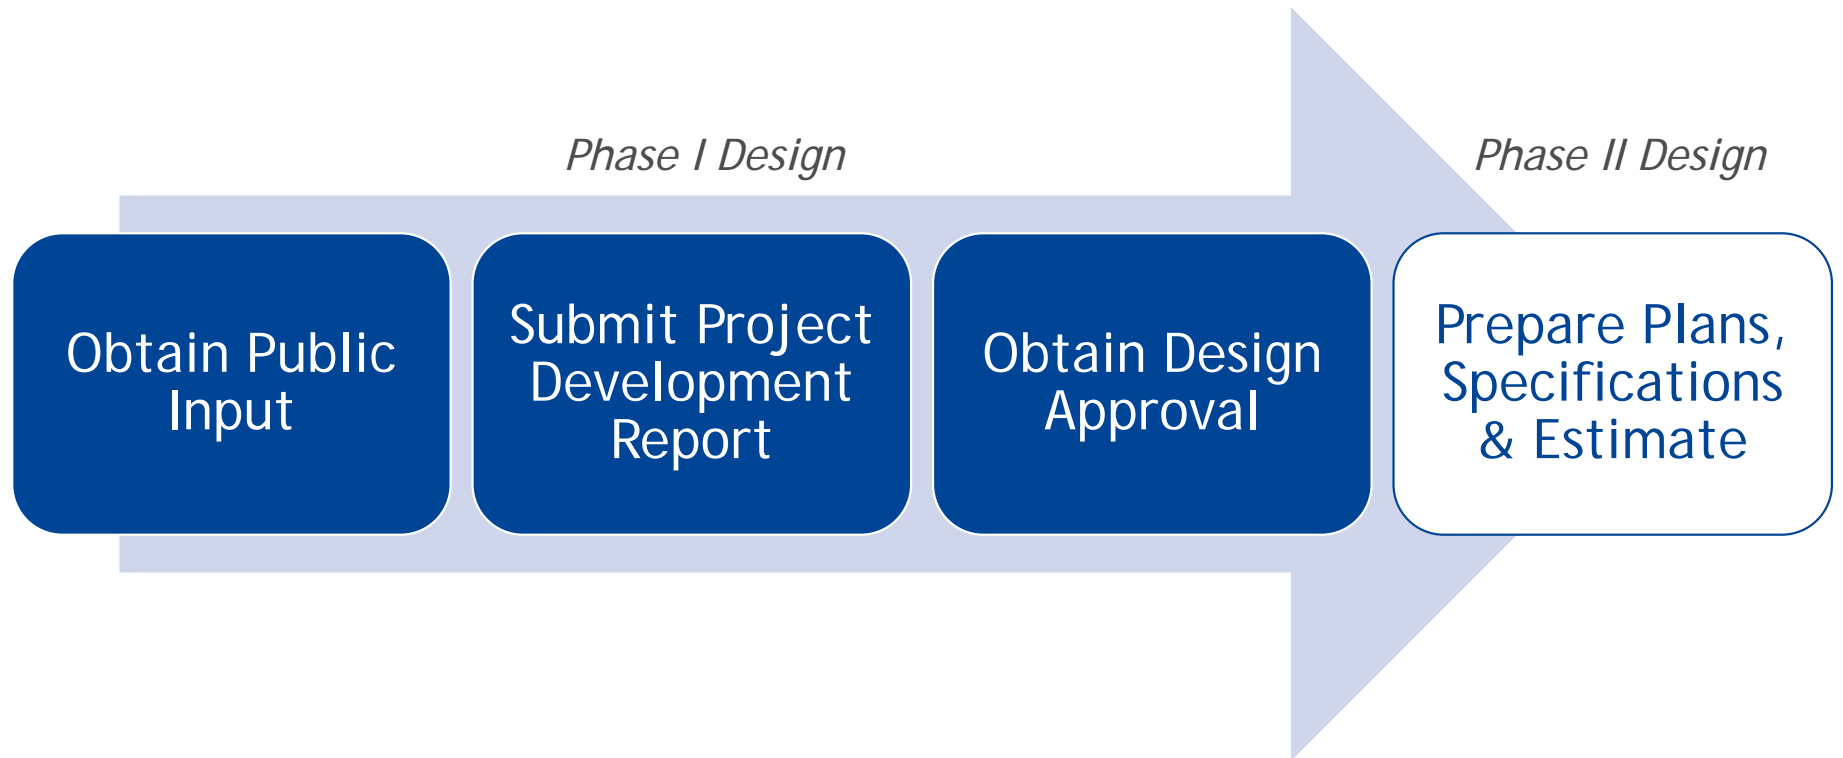 Phase I Design
Phase II Design
Obtain Public
Input
Submit Project
Development
Report
Obtain Design
Approval
Prepare Plans,
Specifications
& Estimate